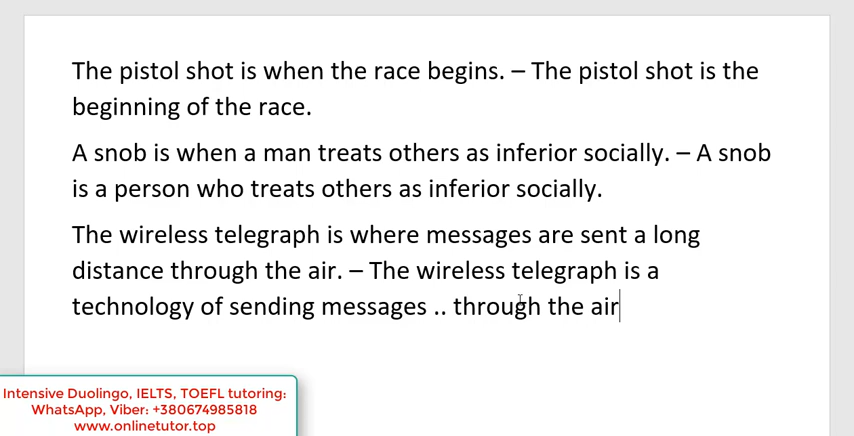 The pistol shot is when the race begins. – The pistol shot is the
beginning of the race.
A snob is when a man treats others as inferior socially. – A snob
is a person who treats others as inferior socially.
The wireless telegraph is where messages are sent a long
distance through the air. – The wireless telegraph is a
technology of sending messages .. through the air
Intensive Duolingo, IELTS, TOEFL tutoring:
WhatsApp, Viber: +380674985818
www.onlinetutor.top